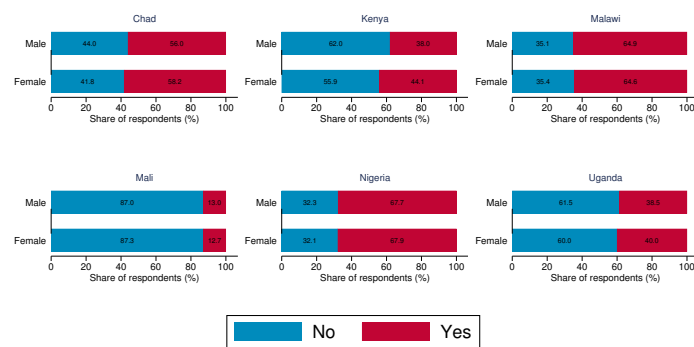 Chad Kenya Malawi
Male 44.0 56.0 Male 62.0 38.0 Male 35.1 64.9
Female 41.8 58.2 Female 55.9 44.1 Female 35.4 64.6
0 20 40 60 80 100 0 20 40 60 80 100 0 20 40 60 80 100
Share of respondents (%) Share of respondents (%) Share of respondents (%)
Mali Nigeria Uganda
Male 87.0 13.0 Male 32.3 67.7 Male 61.5 38.5
Female 87.3 12.7 Female 32.1 67.9 Female 60.0 40.0
0 20 40 60 80 100 0 20 40 60 80 100 0 20 40 60 80 100
Share of respondents (%) Share of respondents (%) Share of respondents (%)
No Yes